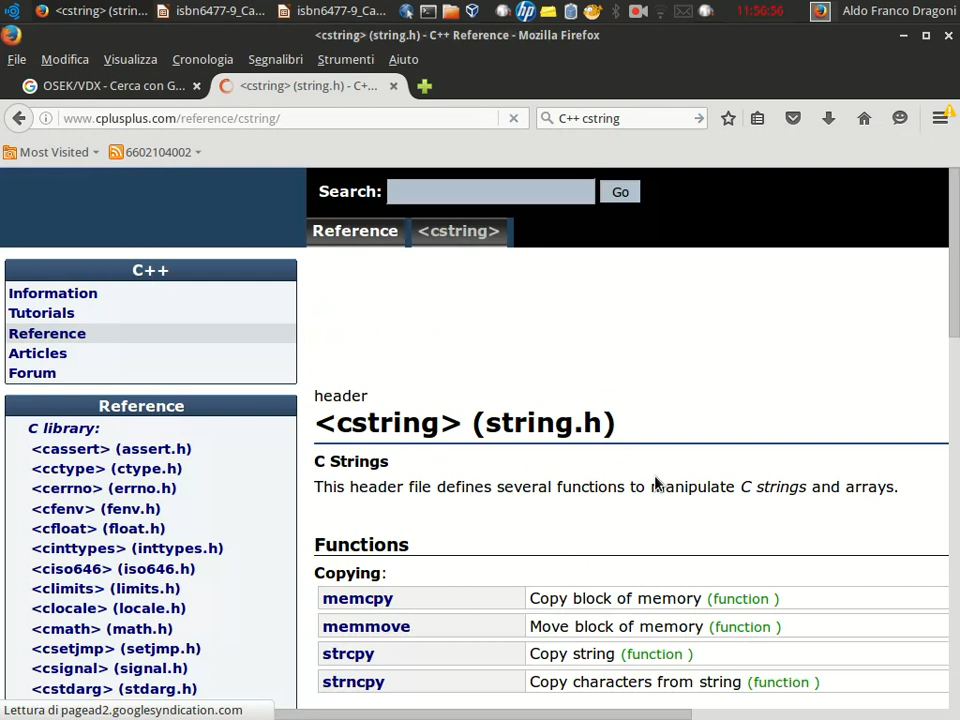 <cstring> (strin...
isbn6477-9_Ca...
isbn6477-9_Ca...
11:56:56
Aldo Franco Dragoni
<cstring> (string.h) - C++ Reference - Mozilla Firefox
File Modifica Visualizza Cronologia Segnalibri Strumenti Aiuto
OSEK/VDX - Cerca con G...
<cstring> (string.h) - C+...
www.cplusplus.com/reference/cstring/
C++ cstring
Most Visited
6602104002
Search:
Go
Reference
<cstring>
C++
Information
Tutorials
Reference
Articles
Forum
Reference
C library:
<cassert> (assert.h)
<cctype> (ctype.h)
<cerrno> (errno.h)
<cfenv> (fenv.h)
<cfloat> (float.h)
<cinttypes> (inttypes.h)
<ciso646> (iso646.h)
<climits> (limits.h)
<clocale> (locale.h)
<cmath> (math.h)
<csetjmp> (setjmp.h)
<csignal> (signal.h)
<cstdarg> (stdarg.h)
header
<cstring> (string.h)
C Strings
This header file defines several functions to manipulate C strings and arrays.
Functions
Copying:
memcpy Copy block of memory (function )
memmove Move block of memory (function )
strcpy Copy string (function )
strncpy Copy characters from string (function )
Lettura di pagead2.googlesyndication.com